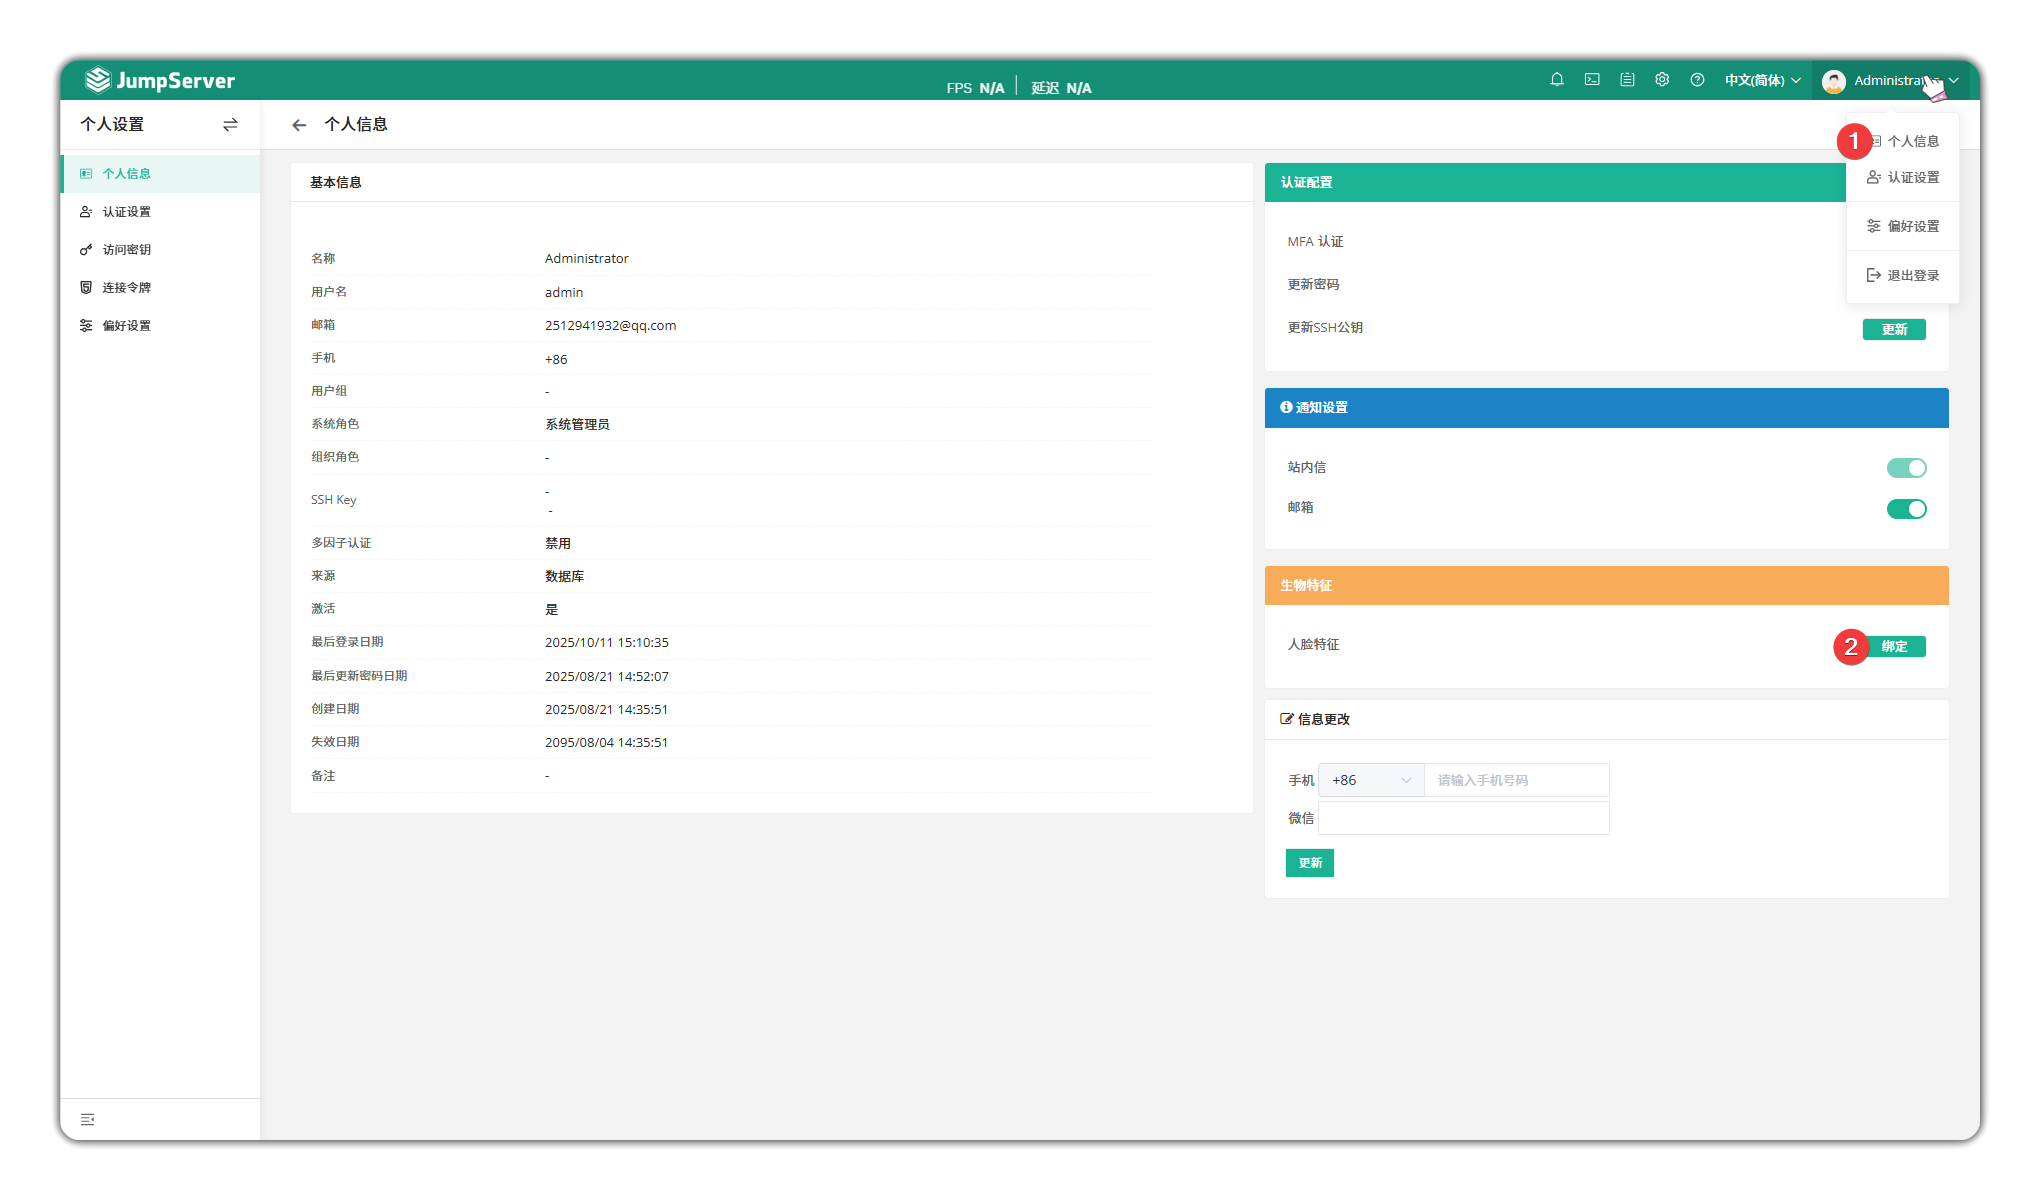 JumpServer
FPS N/A 延迟 N/A
中文(简体)
个人设置
个人信息
认证设置
访问密钥
连接令牌
偏好设置
个人信息
基本信息
名称 Administrator
用户名 admin
邮箱 2512941932@qq.com
手机 +86
用户组 -
系统角色 系统管理员
组织角色 -
SSH Key -
-
多因子认证 禁用
来源 数据库
激活 是
最后登录日期 2025/10/11 15:10:35
最后更新密码日期 2025/08/21 14:52:07
创建日期 2025/08/21 14:35:51
失效日期 2095/08/04 14:35:51
备注 -
1 个人信息
认证设置
偏好设置
退出登录
认证配置
MFA 认证
更新密码
更新SSH公钥 更新
通知设置
站内信
邮箱
生物特征
人脸特征 2 绑定
信息更改
手机 +86 请输入手机号码
微信
更新